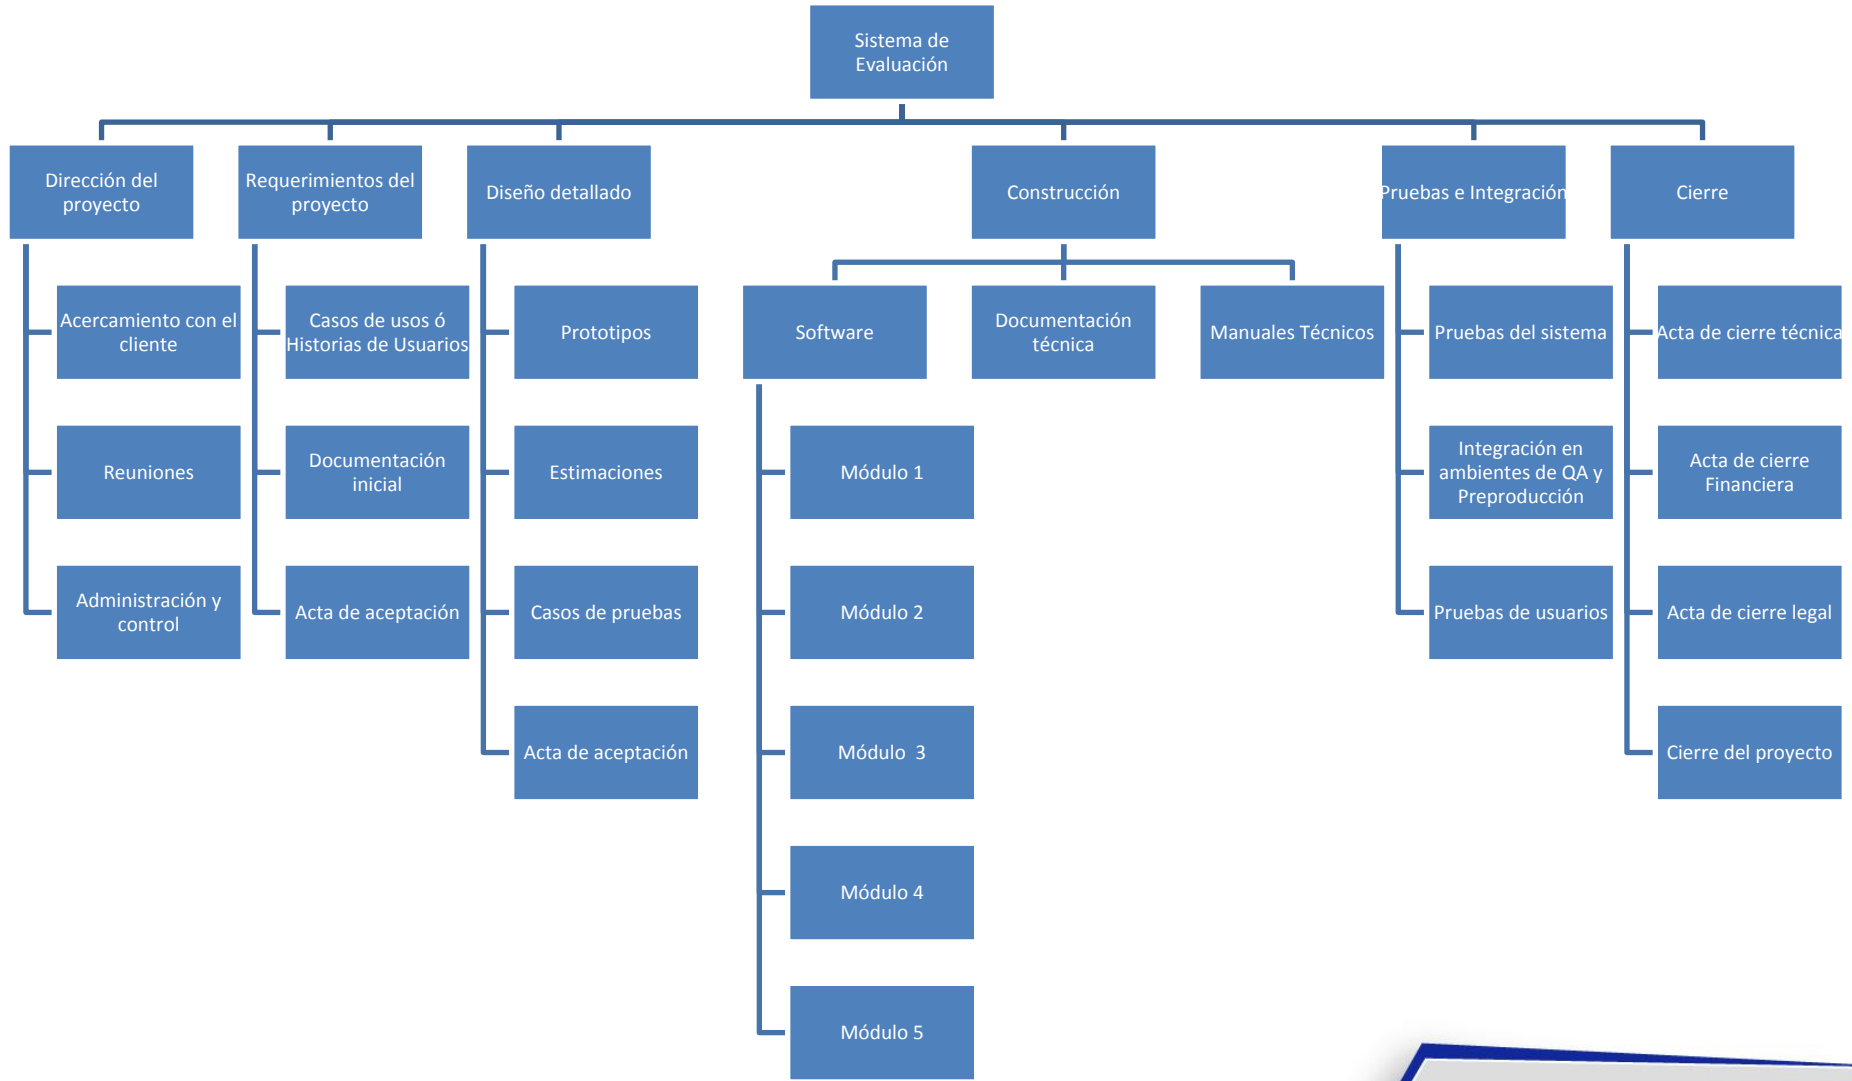 Sistema de
Evaluación
Dirección del
proyecto
Requerimientos del
proyecto
Diseño detallado
Construcción
Pruebas e Integración
Cierre
Acercamiento con el
cliente
Casos de usos ó
Historias de Usuarios
Prototipos
Software
Documentación
técnica
Manuales Técnicos
Pruebas del sistema
Acta de cierre técnica
Reuniones
Documentación
inicial
Estimaciones
Módulo 1
Integración en
ambientes de QA y
Preproducción
Acta de cierre
Financiera
Administración y
control
Acta de aceptación
Casos de pruebas
Módulo 2
Pruebas de usuarios
Acta de cierre legal
Acta de aceptación
Módulo  3
Cierre del proyecto
Módulo 4
Módulo 5